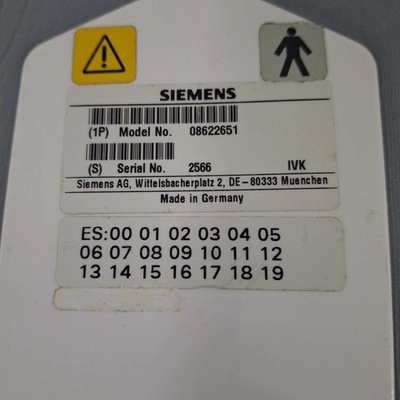 SIEMENS
(1P) Model No. 08622651
(S) Serial No. 2566 IVK
Siemens AG, Wittelsbacherplatz 2, DE-80333 Muenchen
Made in Germany
ES:00 01 02 03 04 05
06 07 08 09 10 11 12
13 14 15 16 17 18 19